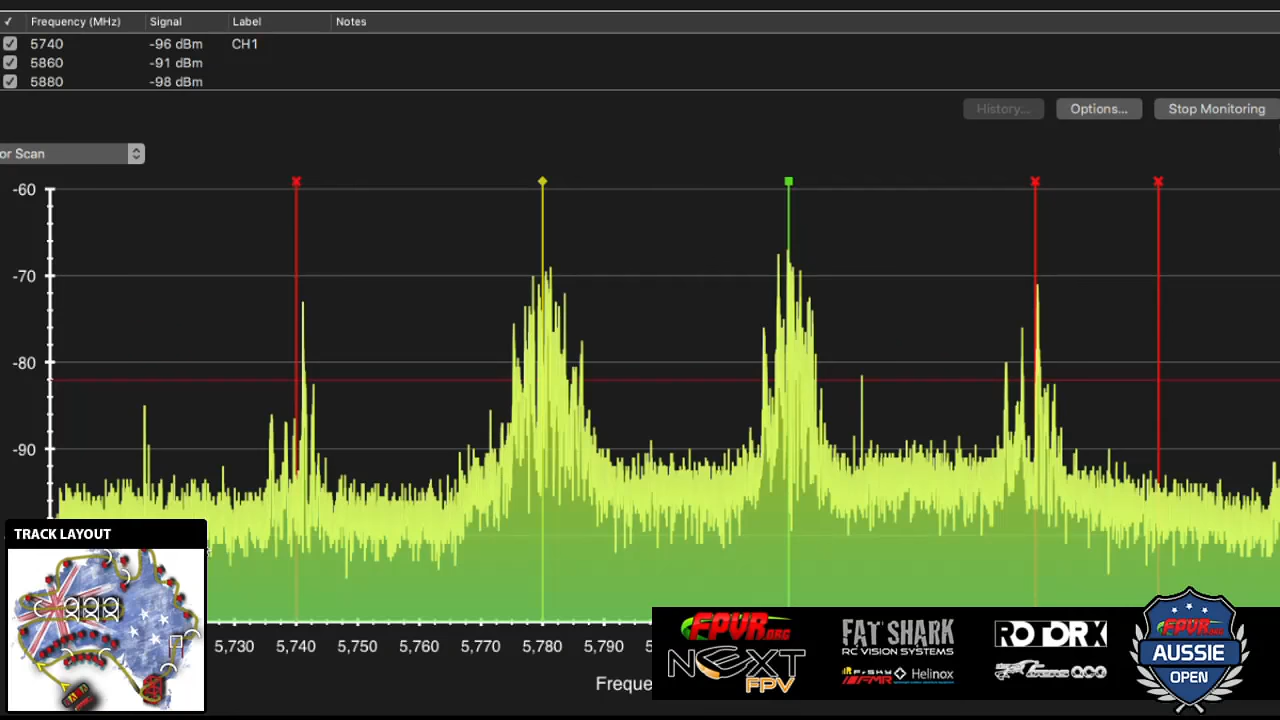 ✓ Frequency (MHz) Signal Label Notes
5740 -96 dBm CH1
5860 -91 dBm
5880 -98 dBm
History... Options... Stop Monitoring
or Scan
-60
-70
-80
-90
5,730 5,740 5,750 5,760 5,770 5,780 5,790 5
Freque
TRACK LAYOUT
FPVR.ORG
NEXT
FPV
FAT SHARK
RC VISION SYSTEMS
Helinox
ROTORX
FPVR.ORG
AUSSIE
OPEN